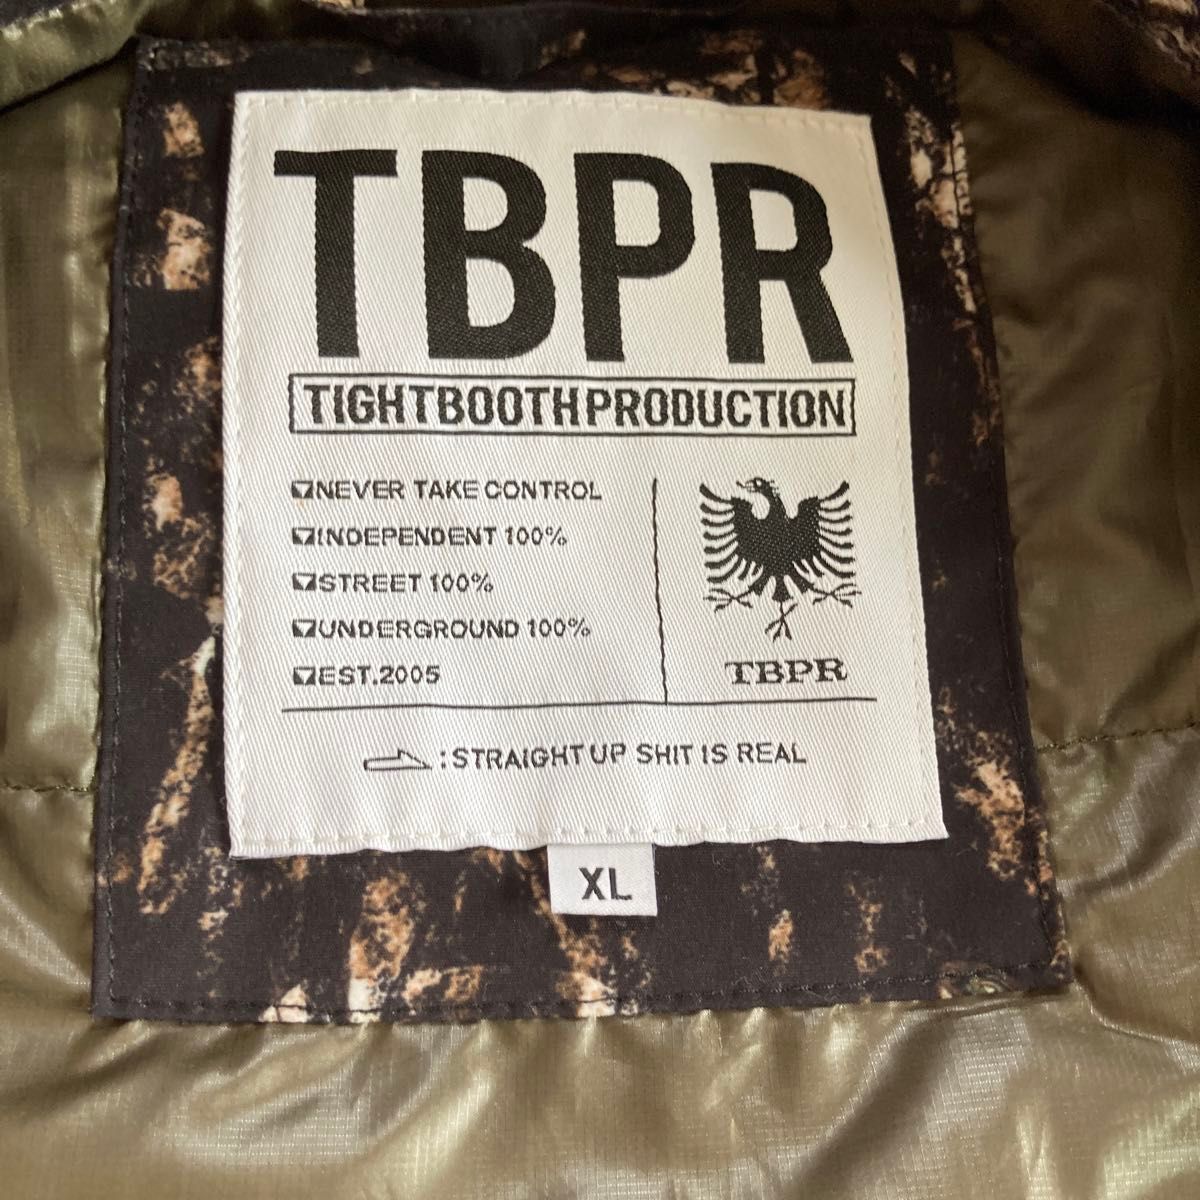 TBPR
TIGHTBOOTHPRODUCTION
NEVER TAKE CONTROL
INDEPENDENT 100%
STREET 100%
UNDERGROUND 100%
EST.2005
TBPR
:STRAIGHT UP SHIT IS REAL
XL